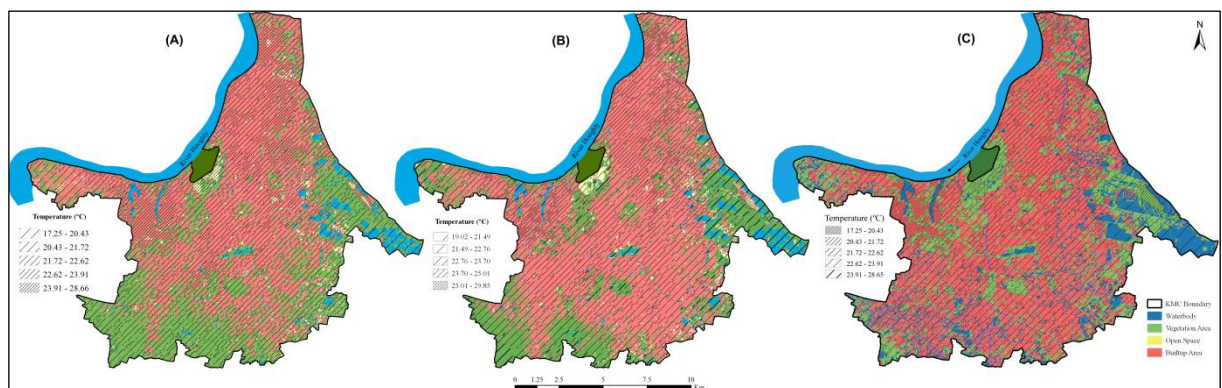 (A)
River Hooghly
Temperature (°C)
17.25 - 20.43
20.43 - 21.72
21.72 - 22.62
22.62 - 23.91
23.91 - 28.66
(B)
River Hooghly
Temperature (°C)
19.02 - 21.49
21.49 - 22.76
22.76 - 23.70
23.70 - 25.01
25.01 - 29.85
(C)
N
River Hooghly
Temperature (°C)
17.25 - 20.43
20.43 - 21.72
21.72 - 22.62
22.62 - 23.91
23.91 - 28.65
KMC Boundary
Waterbody
Vegetation Area
Open Space
Builtup Area
0 1.25 2.5 5 7.5 10
Km